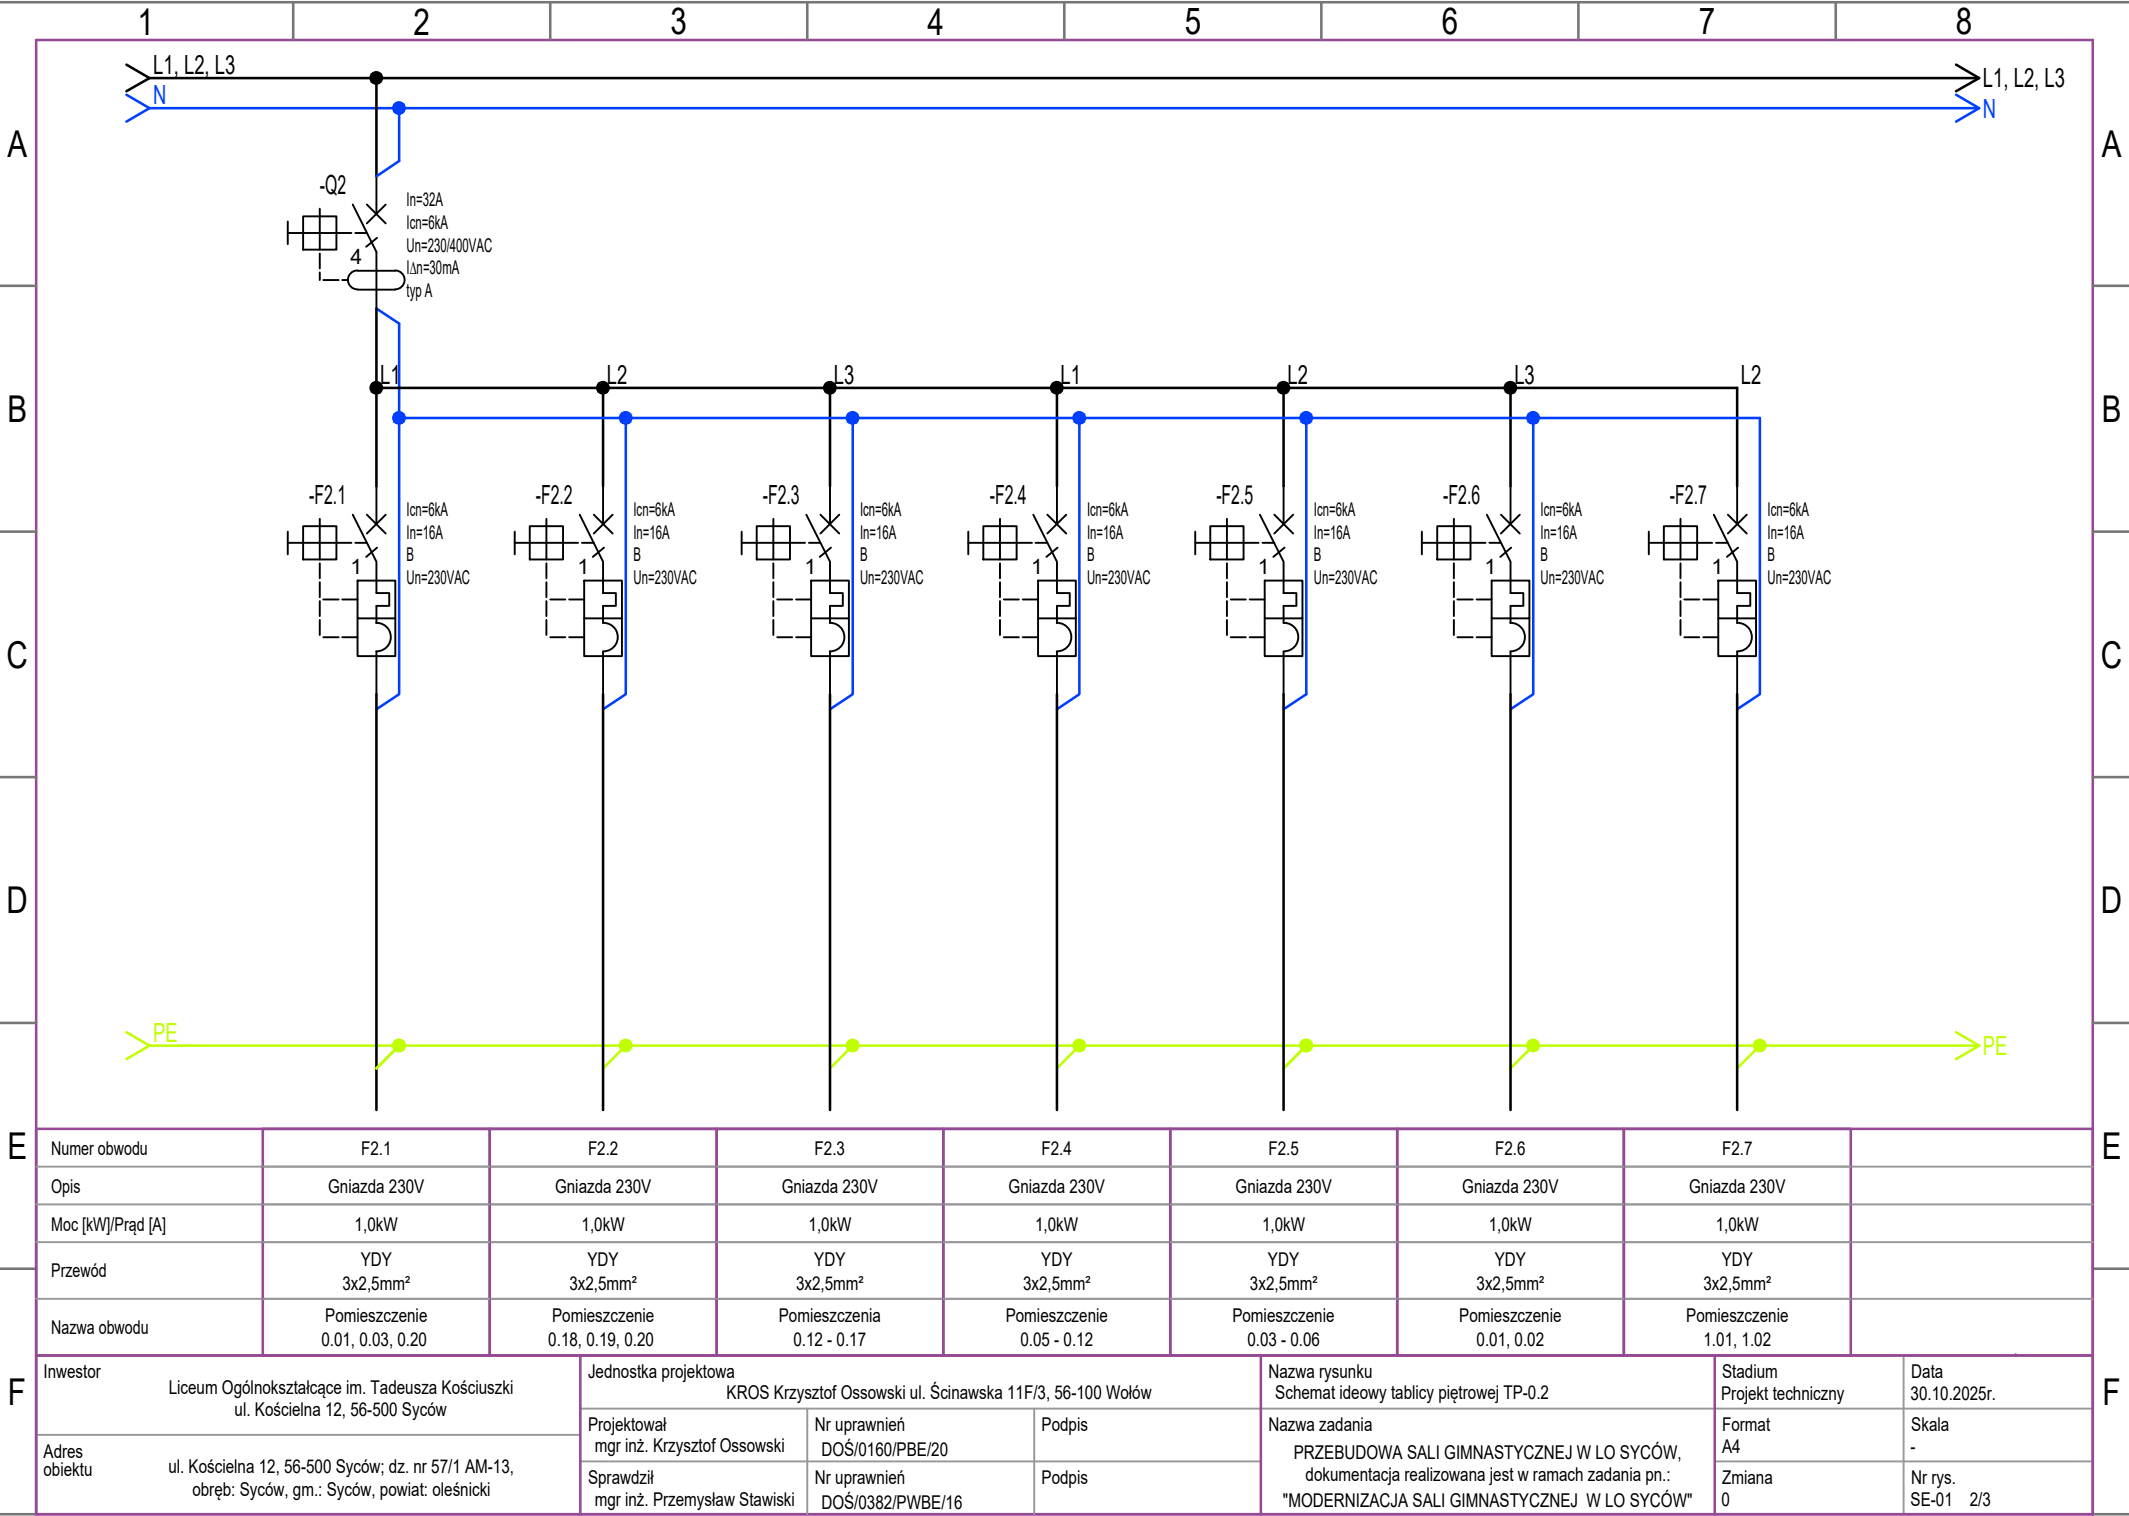 1 2 3 4 5 6 7 8
L1, L2, L3
N
L1, L2, L3
N
A A
-Q2
In=32A
Icn=6kA
Un=230/400VAC
I∆n=30mA
typ A
4
L1 L2 L3 L1 L2 L3 L2
B B
-F2.1
Icn=6kA
In=16A
B
Un=230VAC
1
-F2.2
Icn=6kA
In=16A
B
Un=230VAC
1
-F2.3
Icn=6kA
In=16A
B
Un=230VAC
1
-F2.4
Icn=6kA
In=16A
B
Un=230VAC
1
-F2.5
Icn=6kA
In=16A
B
Un=230VAC
1
-F2.6
Icn=6kA
In=16A
B
Un=230VAC
1
-F2.7
Icn=6kA
In=16A
B
Un=230VAC
1
C C
D D
PE PE
E E
Numer obwodu F2.1 F2.2 F2.3 F2.4 F2.5 F2.6 F2.7
Opis Gniazda 230V Gniazda 230V Gniazda 230V Gniazda 230V Gniazda 230V Gniazda 230V Gniazda 230V
Moc [kW]/Prąd [A] 1,0kW 1,0kW 1,0kW 1,0kW 1,0kW 1,0kW 1,0kW
Przewód
YDY YDY YDY YDY YDY YDY YDY
3x2,5mm² 3x2,5mm² 3x2,5mm² 3x2,5mm² 3x2,5mm² 3x2,5mm² 3x2,5mm²
Nazwa obwodu
Pomieszczenie Pomieszczenie Pomieszczenia Pomieszczenie Pomieszczenie Pomieszczenie Pomieszczenie
0.01, 0.03, 0.20 0.18, 0.19, 0.20 0.12 - 0.17 0.05 - 0.12 0.03 - 0.06 0.01, 0.02 1.01, 1.02
F F
Inwestor
Liceum Ogólnokształcące im. Tadeusza Kościuszki
ul. Kościelna 12, 56-500 Syców
Adres
obiektu
ul. Kościelna 12, 56-500 Syców; dz. nr 57/1 AM-13,
obręb: Syców, gm.: Syców, powiat: oleśnicki
Jednostka projektowa
KROS Krzysztof Ossowski ul. Ścinawska 11F/3, 56-100 Wołów
Projektował
mgr inż. Krzysztof Ossowski
Nr uprawnień
DOŚ/0160/PBE/20
Podpis
Sprawdził
mgr inż. Przemysław Stawiski
Nr uprawnień
DOŚ/0382/PWBE/16
Podpis
Nazwa rysunku
Schemat ideowy tablicy piętrowej TP-0.2
Nazwa zadania
PRZEBUDOWA SALI GIMNASTYCZNEJ W LO SYCÓW,
dokumentacja realizowana jest w ramach zadania pn.:
"MODERNIZACJA SALI GIMNASTYCZNEJ W LO SYCÓW"
Stadium
Projekt techniczny
Data
30.10.2025r.
Format
A4
Skala
-
Zmiana
0
Nr rys.
SE-01 2/3